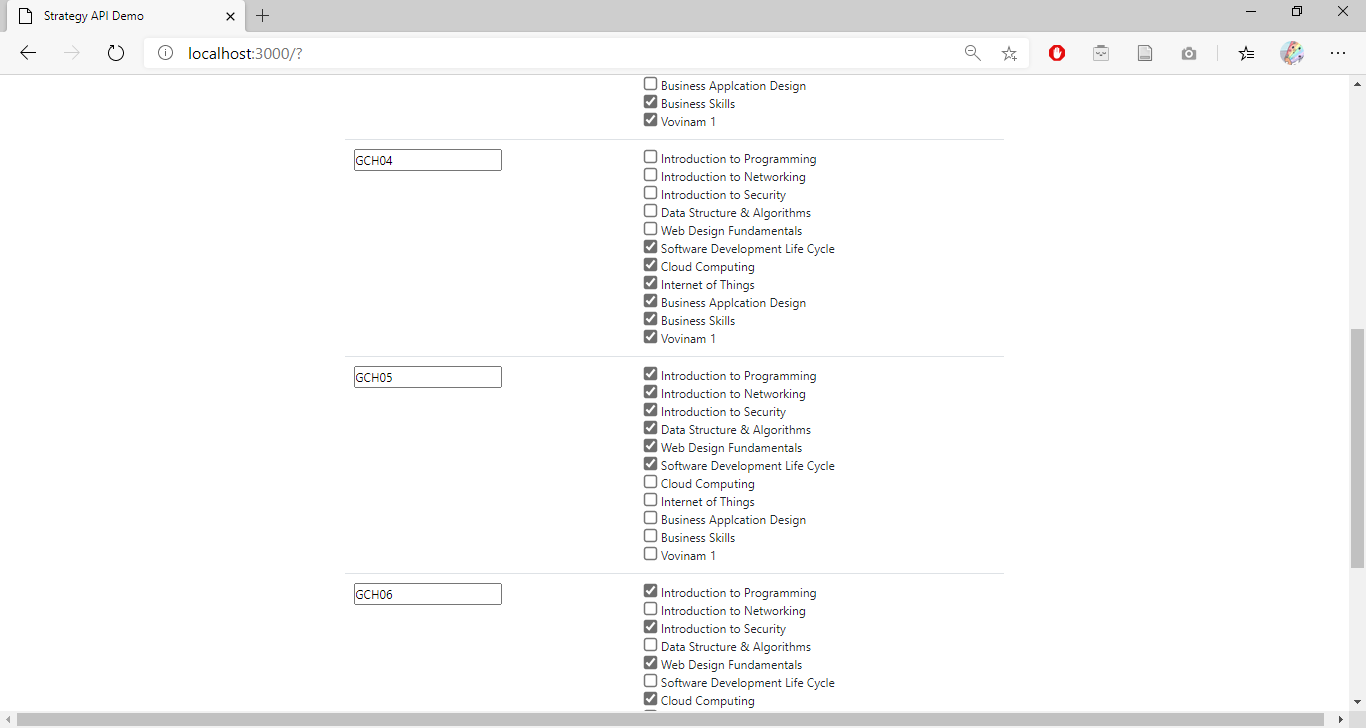 Strategy API Demo
localhost:3000/?
Business Applcation Design
Business Skills
Vovinam 1
GCH04
Introduction to Programming
Introduction to Networking
Introduction to Security
Data Structure & Algorithms
Web Design Fundamentals
Software Development Life Cycle
Cloud Computing
Internet of Things
Business Applcation Design
Business Skills
Vovinam 1
GCH05
Introduction to Programming
Introduction to Networking
Introduction to Security
Data Structure & Algorithms
Web Design Fundamentals
Software Development Life Cycle
Cloud Computing
Internet of Things
Business Applcation Design
Business Skills
Vovinam 1
GCH06
Introduction to Programming
Introduction to Networking
Introduction to Security
Data Structure & Algorithms
Web Design Fundamentals
Software Development Life Cycle
Cloud Computing